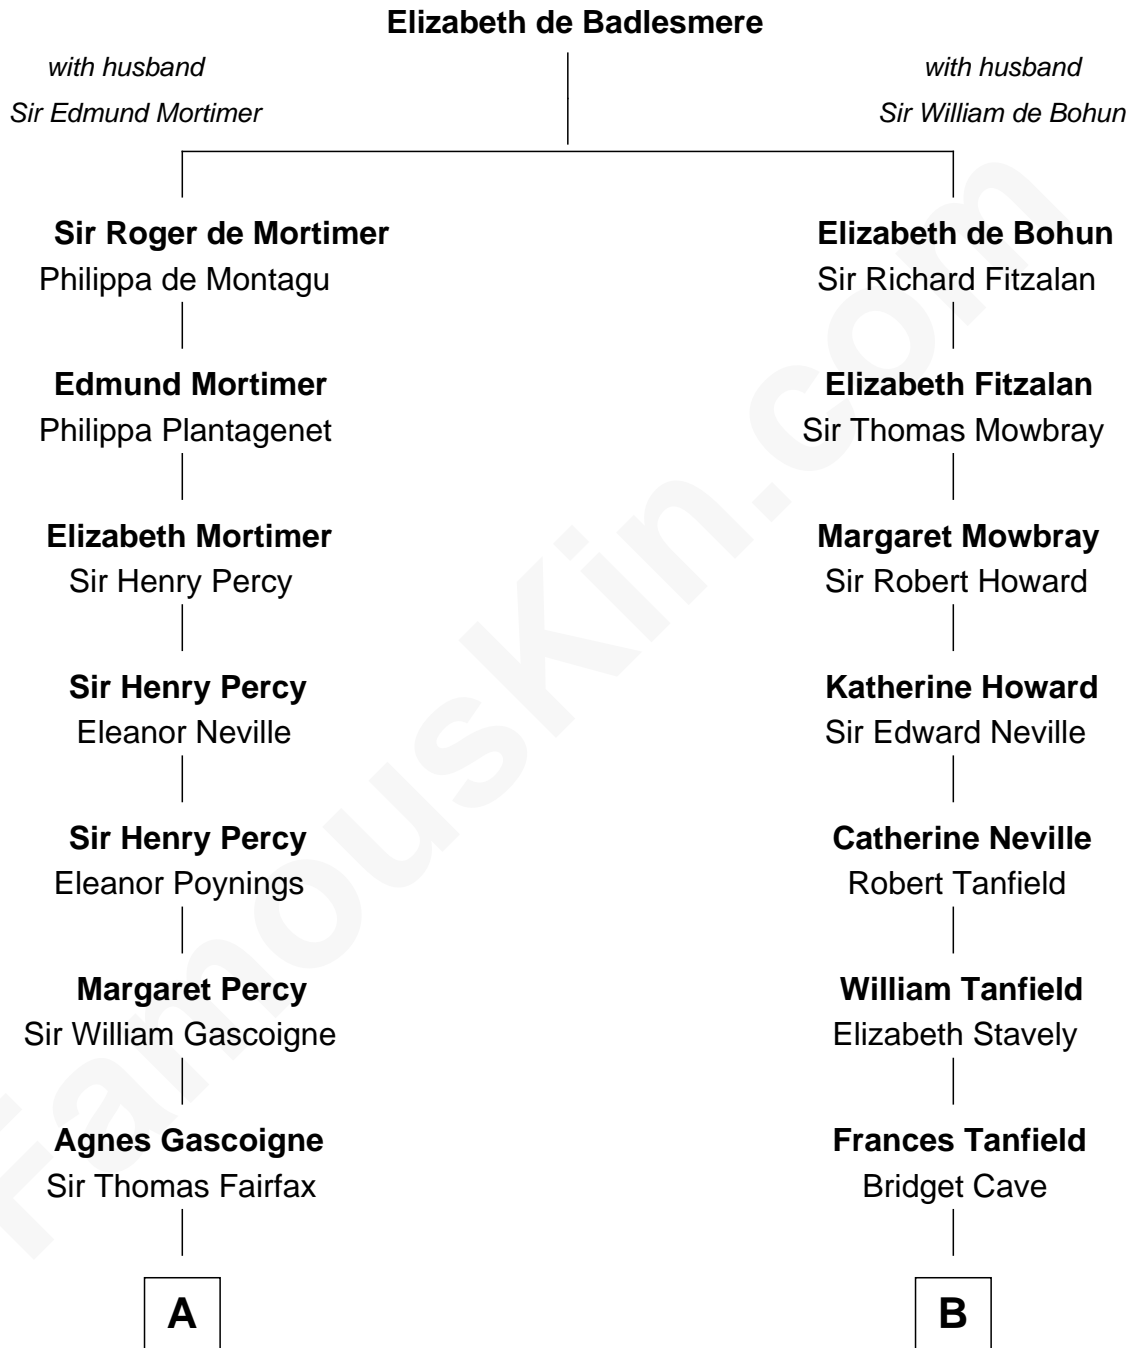 Elizabeth de Badlesmere
with husband
Sir Edmund Mortimer
with husband
Sir William de Bohun
Sir Roger de Mortimer
Philippa de Montagu
Edmund Mortimer
Philippa Plantagenet
Elizabeth Mortimer
Sir Henry Percy
Sir Henry Percy
Eleanor Neville
Sir Henry Percy
Eleanor Poynings
Margaret Percy
Sir William Gascoigne
Agnes Gascoigne
Sir Thomas Fairfax
A
Elizabeth de Bohun
Sir Richard Fitzalan
Elizabeth Fitzalan
Sir Thomas Mowbray
Margaret Mowbray
Sir Robert Howard
Katherine Howard
Sir Edward Neville
Catherine Neville
Robert Tanfield
William Tanfield
Elizabeth Stavely
Frances Tanfield
Bridget Cave
B
FamousKin.com